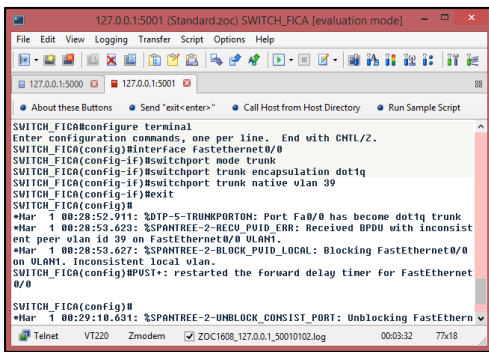 127.0.0.1:5001 (Standard.zoc) SWITCH_FICA [evaluation mode]
File Edit View Logging Transfer Script Options Help
127.0.0.1:5000 127.0.0.1:5001
About these Buttons Send "exit<enter>" Call Host from Host Directory Run Sample Script
SWITCH_FICA#configure terminal
Enter configuration commands, one per line. End with CNTL/Z.
SWITCH_FICA(config)#interface fastethernet0/0
SWITCH_FICA(config-if)#switchport mode trunk
SWITCH_FICA(config-if)#switchport trunk encapsulation dot1q
SWITCH_FICA(config-if)#switchport trunk native vlan 39
SWITCH_FICA(config-if)#exit
SWITCH_FICA(config)#
*Mar 1 00:28:52.911: %DTP-5-TRUNKPORTON: Port Fa0/0 has become dot1q trunk
*Mar 1 00:28:53.623: %SPANTREE-2-RECV_PVID_ERR: Received BPDU with inconsist
ent peer vlan id 39 on FastEthernet0/0 VLAN1.
*Mar 1 00:28:53.627: %SPANTREE-2-BLOCK_PVID_LOCAL: Blocking FastEthernet0/0
on VLAN1. Inconsistent local vlan.
SWITCH_FICA(config)#PVST+: restarted the forward delay timer for FastEthernet
0/0
SWITCH_FICA(config)#
*Mar 1 00:29:10.631: %SPANTREE-2-UNBLOCK_CONSIST_PORT: Unblocking FastEthern
Telnet VT220 Zmodem ZOC1608_127.0.0.1_50010102.log 00:03:32 77x18